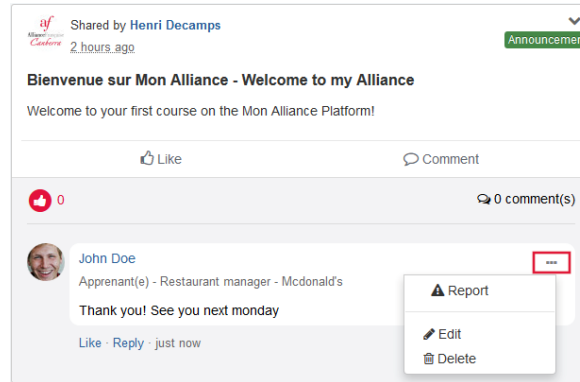 af
Alliance Française
Canberra
Shared by Henri Decamps
2 hours ago
Announcemen
Bienvenue sur Mon Alliance - Welcome to my Alliance
Welcome to your first course on the Mon Alliance Platform!
Like
Comment
0
0 comment(s)
John Doe
Apprenant(e) - Restaurant manager - Mcdonald's
Thank you! See you next monday
Like · Reply · just now
Report
Edit
Delete